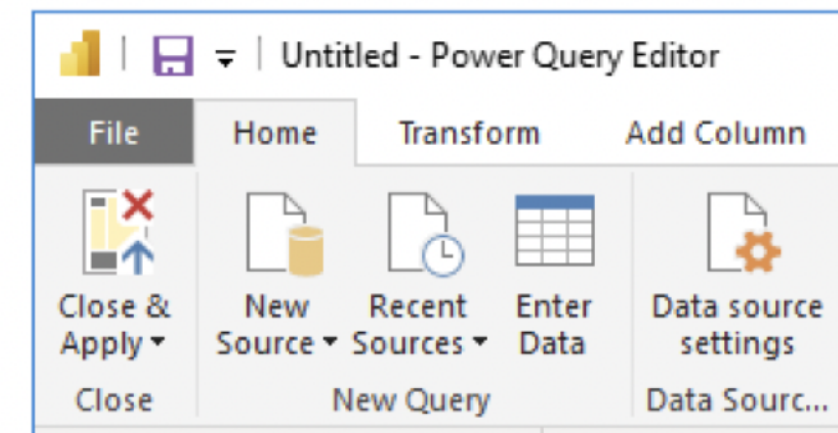 Untitled - Power Query Editor
File Home Transform Add Column
Close & New Recent Enter Data source
Apply Source Sources Data settings
Close New Query Data Sourc...